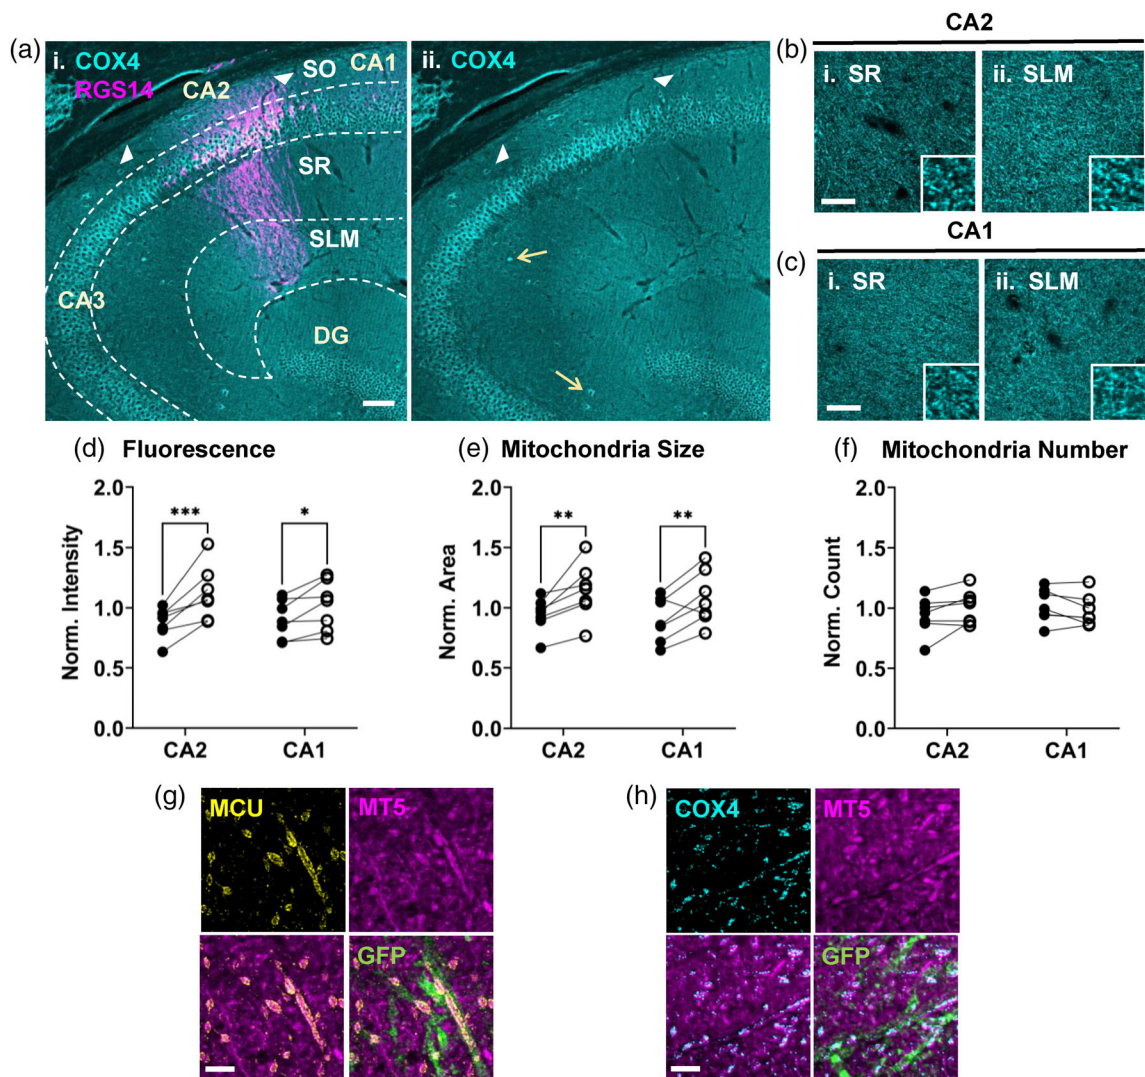 (a)
i. COX4
RGS14
CA2
SO
CA1
SR
SLM
CA3
DG
ii. COX4
CA2
(b)
i. SR
ii. SLM
CA1
(c)
i. SR
ii. SLM
(d) Fluorescence
Norm. Intensity
2.0
1.5
1.0
0.5
0.0
***
*
CA2
CA1
(e) Mitochondria Size
Norm. Area
2.0
1.5
1.0
0.5
0.0
**
**
CA2
CA1
(f) Mitochondria Number
Norm. Count
2.0
1.5
1.0
0.5
0.0
CA2
CA1
(g)
MCU
MT5
GFP
(h)
COX4
MT5
GFP